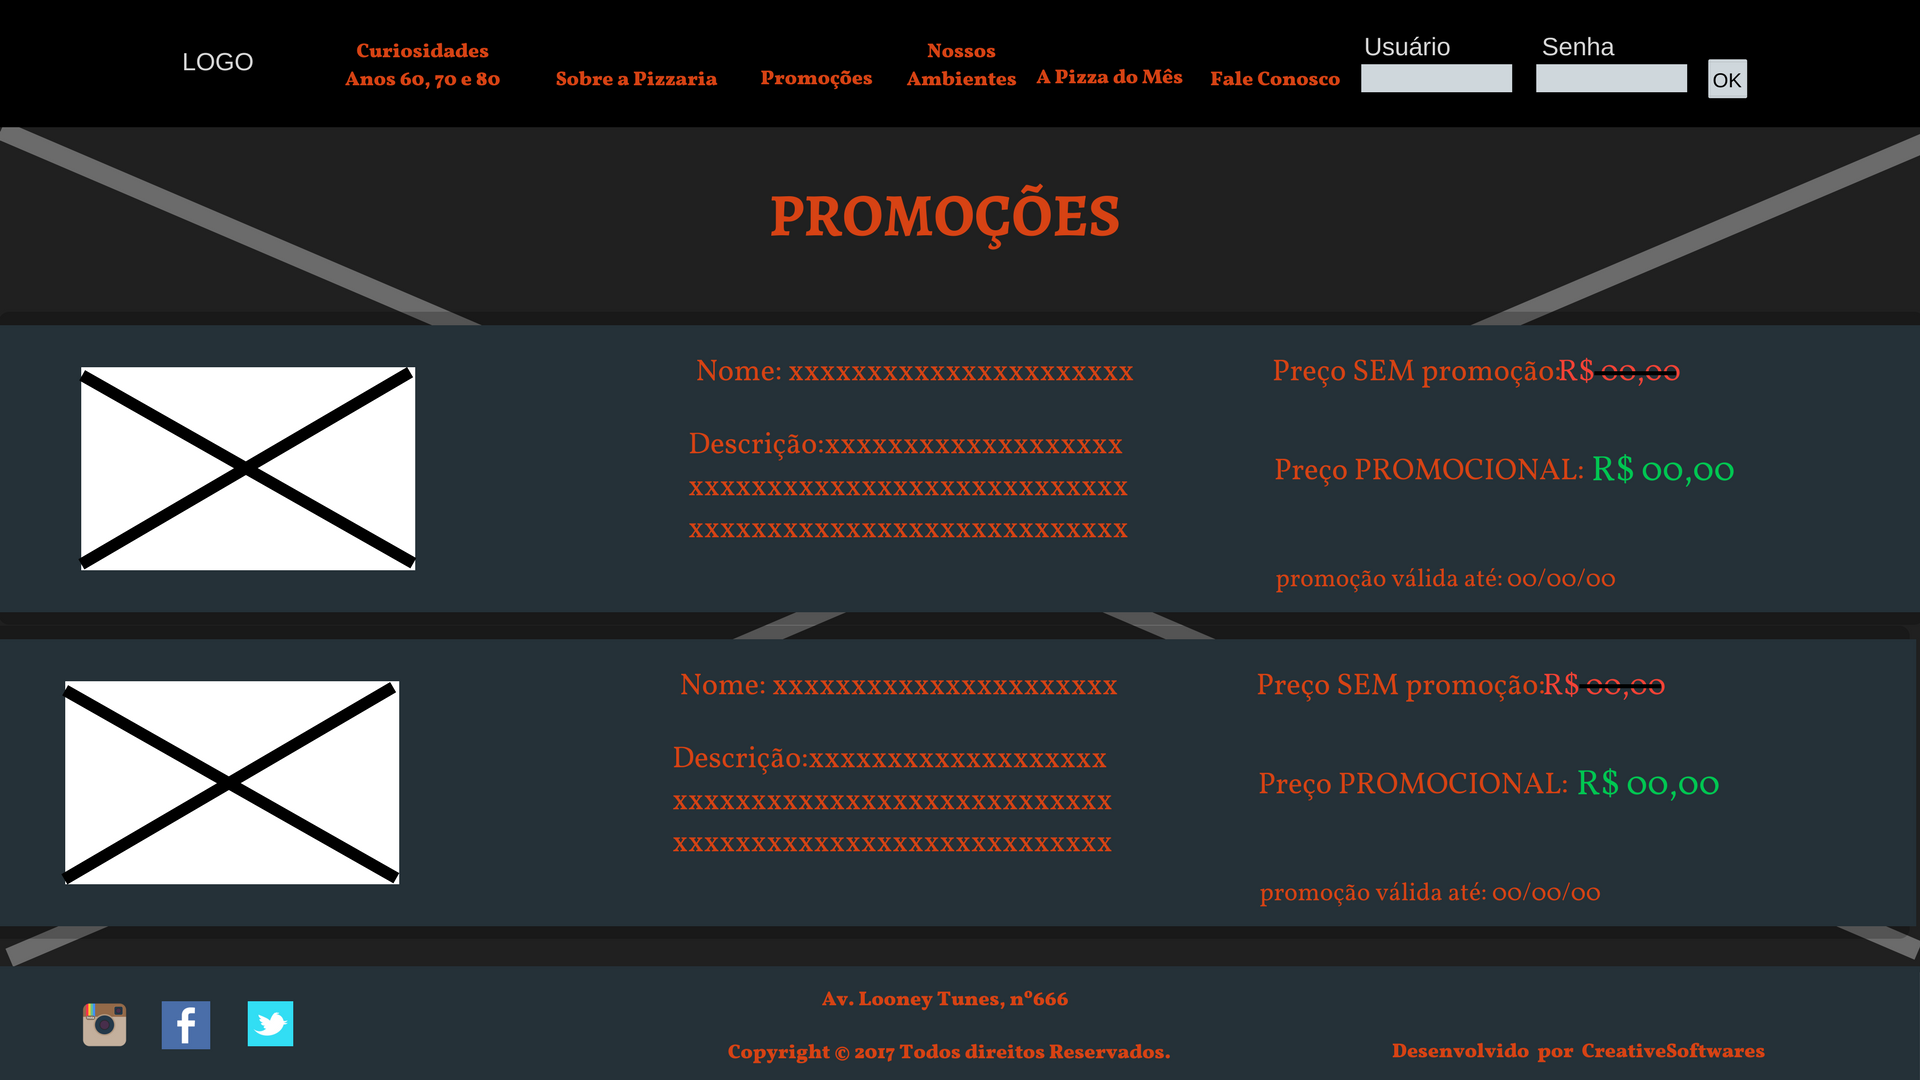 LOGO
Curiosidades
Anos 60, 70 e 80
Sobre a Pizzaria
Promoções
Nossos
Ambientes
A Pizza do Mês
Fale Conosco
Usuário
Senha
OK
PROMOÇÕES
Nome: xxxxxxxxxxxxxxxxxxxxxx
Descrição:xxxxxxxxxxxxxxxxxxx
xxxxxxxxxxxxxxxxxxxxxxxxxxxx
xxxxxxxxxxxxxxxxxxxxxxxxxxxx
Preço SEM promoção:R$ 00,00
Preço PROMOCIONAL: R$ 00,00
promoção válida até: 00/00/00
Nome: xxxxxxxxxxxxxxxxxxxxxx
Descrição:xxxxxxxxxxxxxxxxxxx
xxxxxxxxxxxxxxxxxxxxxxxxxxxx
xxxxxxxxxxxxxxxxxxxxxxxxxxxx
Preço SEM promoção:R$ 00,00
Preço PROMOCIONAL: R$ 00,00
promoção válida até: 00/00/00
Av. Looney Tunes, nº666
Copyright © 2017 Todos direitos Reservados.
Desenvolvido por CreativeSoftwares